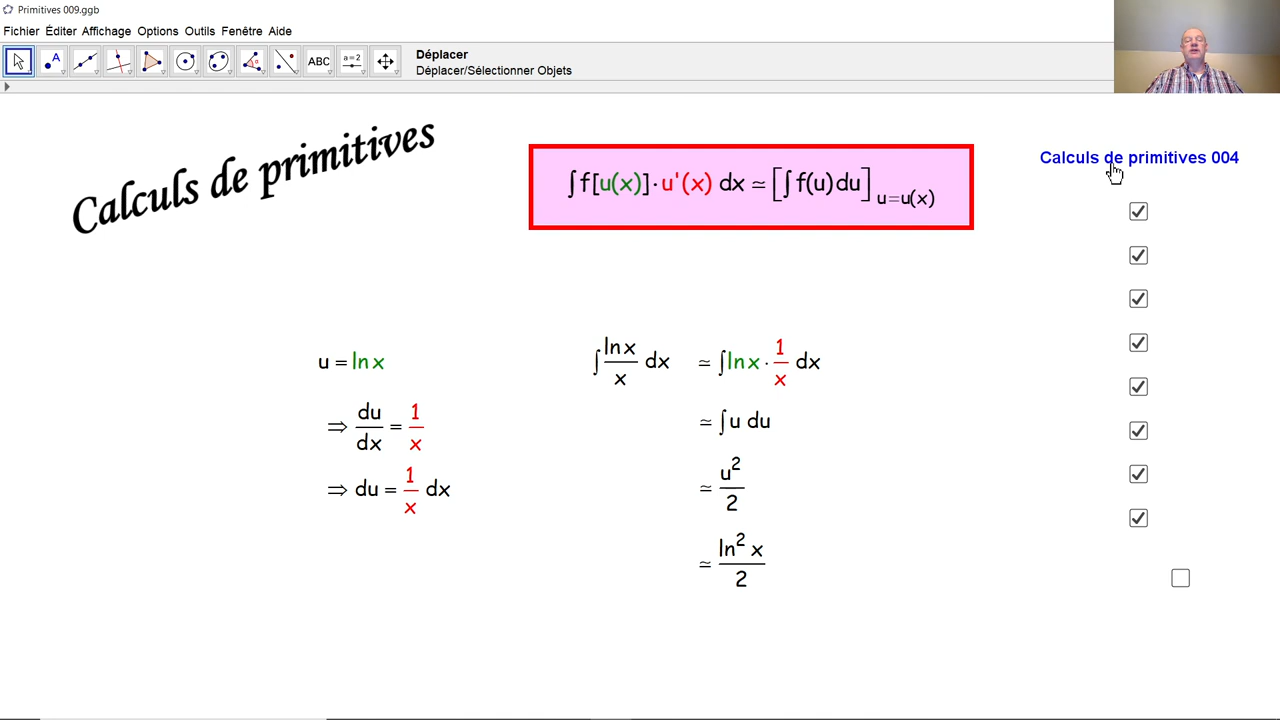 Primitives 009.ggb
Fichier Éditer Affichage Options Outils Fenêtre Aide
A ABC a=2
Déplacer
Déplacer/Sélectionner Objets
Calculs de primitives
∫f[u(x)]·u'(x) dx ≃ [∫f(u)du] u=u(x)
Calculs de primitives 004
u = ln x
⇒ du/dx = 1/x
⇒ du = 1/x dx
∫ ln x/x dx ≃ ∫ln x · 1/x dx
≃ ∫u du
≃ u²/2
≃ ln² x/2